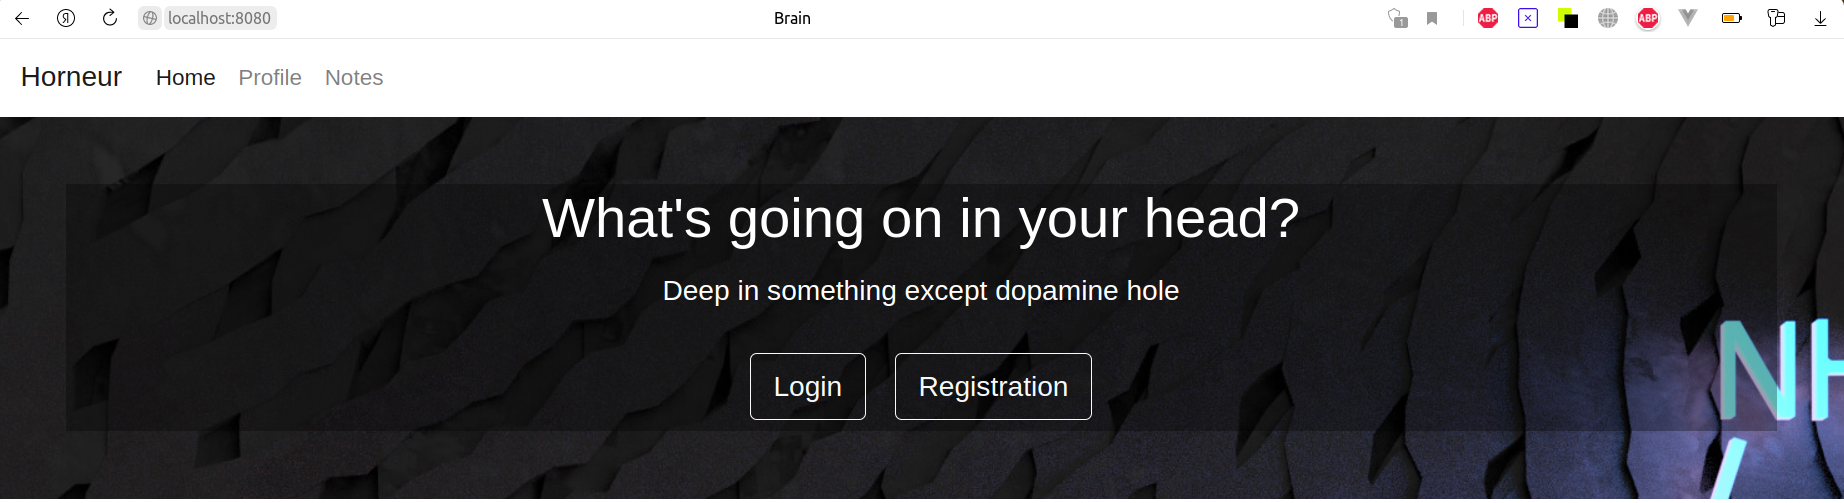 localhost:8080
Brain
1
ABP
ABP
Horneur Home Profile Notes
What's going on in your head?
Deep in something except dopamine hole
Login Registration
NH
/